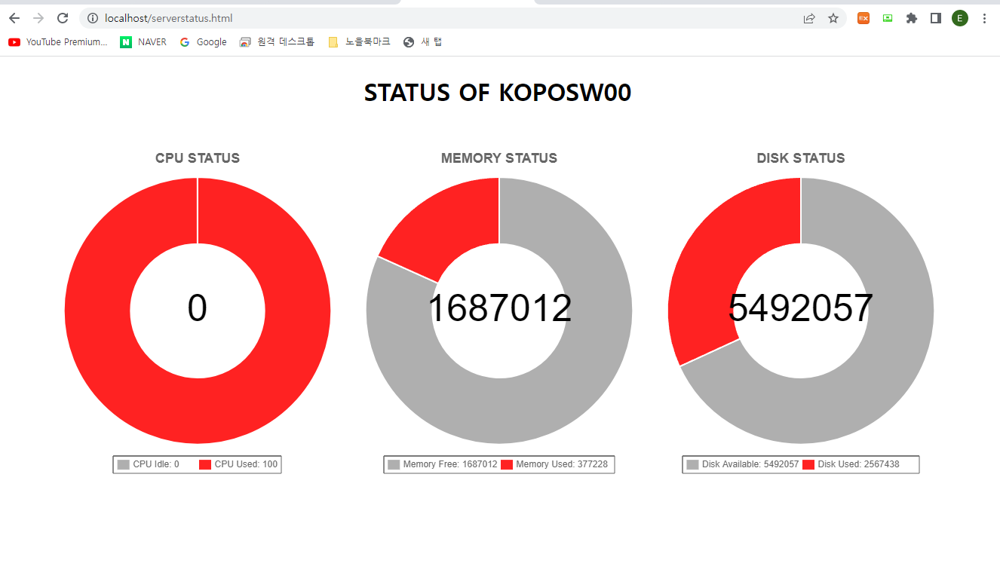 localhost/serverstatus.html
YouTube Premium... NAVER Google 원격 데스크톱 노을북마크 새 탭
STATUS OF KOPOSW00
CPU STATUS
MEMORY STATUS
DISK STATUS
0
1687012
5492057
CPU Idle: 0 CPU Used: 100
Memory Free: 1687012 Memory Used: 377228
Disk Available: 5492057 Disk Used: 2567438
EX
E
N